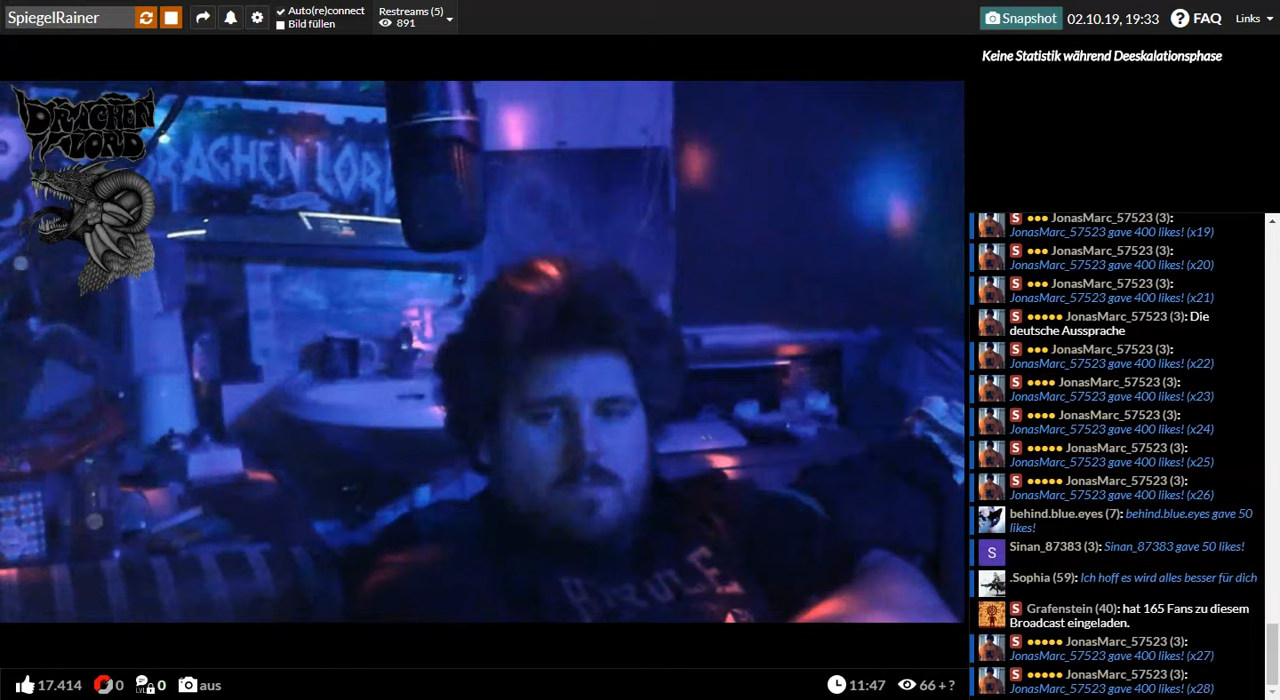 SpiegelRainer
Auto(re)connect
Bild füllen
Restreams (5)
891
Snapshot
02.10.19, 19:33
FAQ
Links
Keine Statistik während Deeskalationsphase
DRACHEN
LORD
DRACHEN LORD
S JonasMarc_57523 (3):
JonasMarc_57523 gave 400 likes! (x19)
S JonasMarc_57523 (3):
JonasMarc_57523 gave 400 likes! (x20)
S JonasMarc_57523 (3):
JonasMarc_57523 gave 400 likes! (x21)
S JonasMarc_57523 (3): Die
deutsche Aussprache
S JonasMarc_57523 (3):
JonasMarc_57523 gave 400 likes! (x22)
S JonasMarc_57523 (3):
JonasMarc_57523 gave 400 likes! (x23)
S JonasMarc_57523 (3):
JonasMarc_57523 gave 400 likes! (x24)
S JonasMarc_57523 (3):
JonasMarc_57523 gave 400 likes! (x25)
S JonasMarc_57523 (3):
JonasMarc_57523 gave 400 likes! (x26)
behind.blue.eyes (7): behind.blue.eyes gave 50
likes!
S Sinan_87383 (3): Sinan_87383 gave 50 likes!
.Sophia (59): Ich hoff es wird alles besser für dich
S Grafenstein (40): hat 165 Fans zu diesem
Broadcast eingeladen.
S JonasMarc_57523 (3):
JonasMarc_57523 gave 400 likes! (x27)
S JonasMarc_57523 (3):
JonasMarc_57523 gave 400 likes! (x28)
17.414
0
LVL
0
aus
11:47
66 + ?